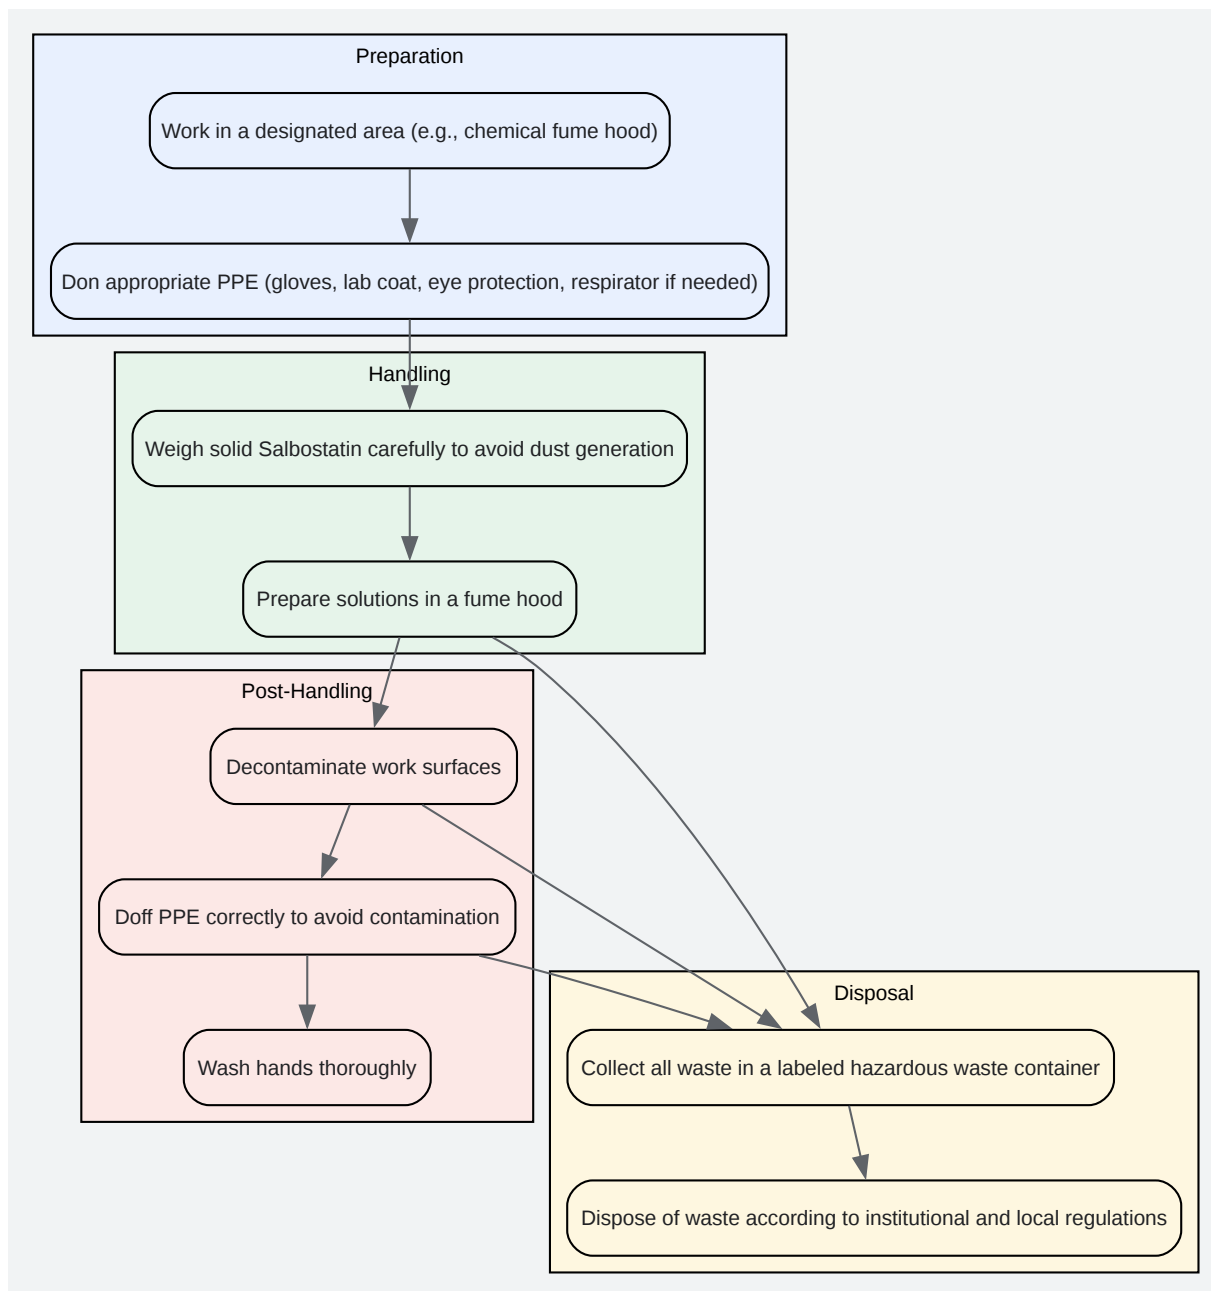 Preparation
Work in a designated area (e.g., chemical fume hood)
Don appropriate PPE (gloves, lab coat, eye protection, respirator if needed)
Handling
Weigh solid Salbostatin carefully to avoid dust generation
Prepare solutions in a fume hood
Post-Handling
Decontaminate work surfaces
Doff PPE correctly to avoid contamination
Wash hands thoroughly
Disposal
Collect all waste in a labeled hazardous waste container
Dispose of waste according to institutional and local regulations